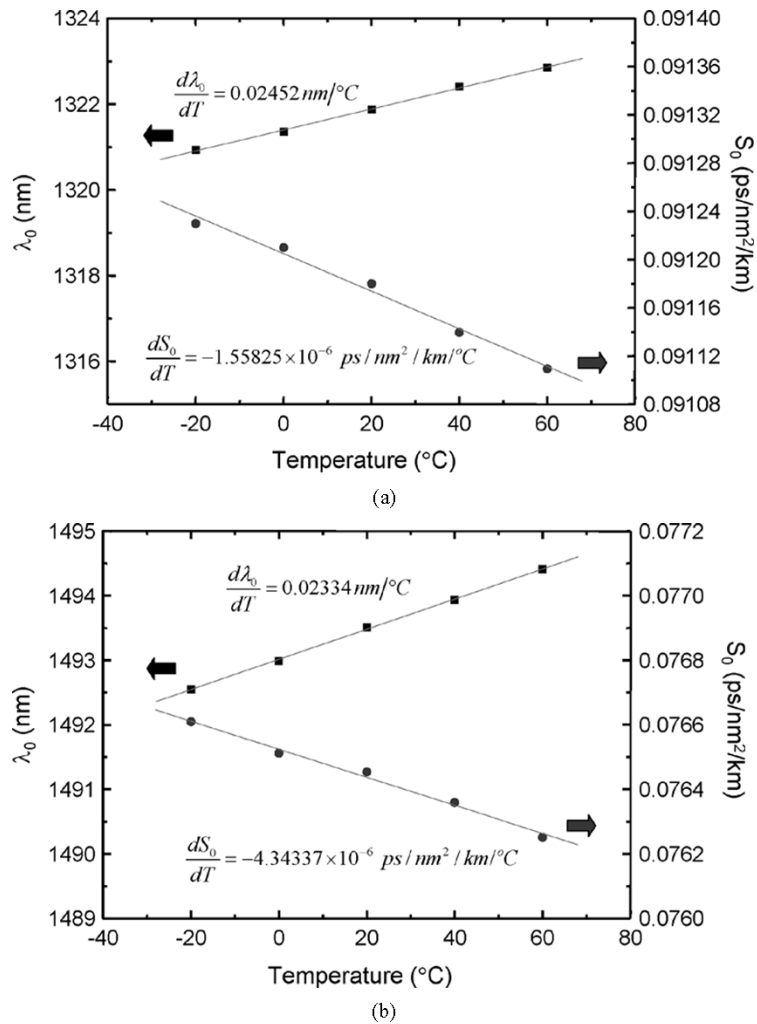 1324
1322
1320
1318
1316
λ₀ (nm)
dλ₀/dT = 0.02452 nm/°C
dS₀/dT = −1.55825×10⁻⁶ ps/nm²/km/°C
0.09140
0.09136
0.09132
0.09128
0.09124
0.09120
0.09116
0.09112
0.09108
S₀ (ps/nm²/km)
-40 -20 0 20 40 60 80
Temperature (°C)
(a)
1495
1494
1493
1492
1491
1490
1489
λ₀ (nm)
dλ₀/dT = 0.02334 nm/°C
dS₀/dT = −4.34337×10⁻⁶ ps/nm²/km/°C
0.0772
0.0770
0.0768
0.0766
0.0764
0.0762
0.0760
S₀ (ps/nm²/km)
-40 -20 0 20 40 60 80
Temperature (°C)
(b)